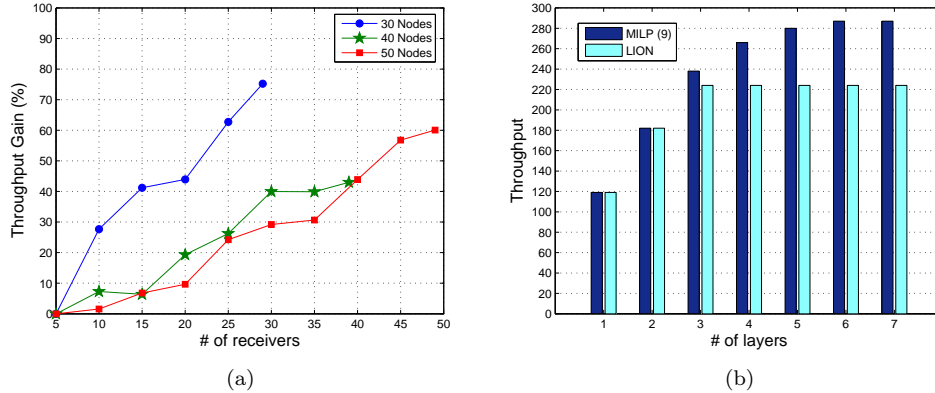 100
90
80
70
60
50
40
30
20
10
0
Throughput Gain (%)
30 Nodes
40 Nodes
50 Nodes
5 10 15 20 25 30 35 40 45 50
# of receivers
(a)
300
280
260
240
220
200
180
160
140
120
100
80
60
40
20
0
Throughput
MILP (9)
LION
1 2 3 4 5 6 7
# of layers
(b)